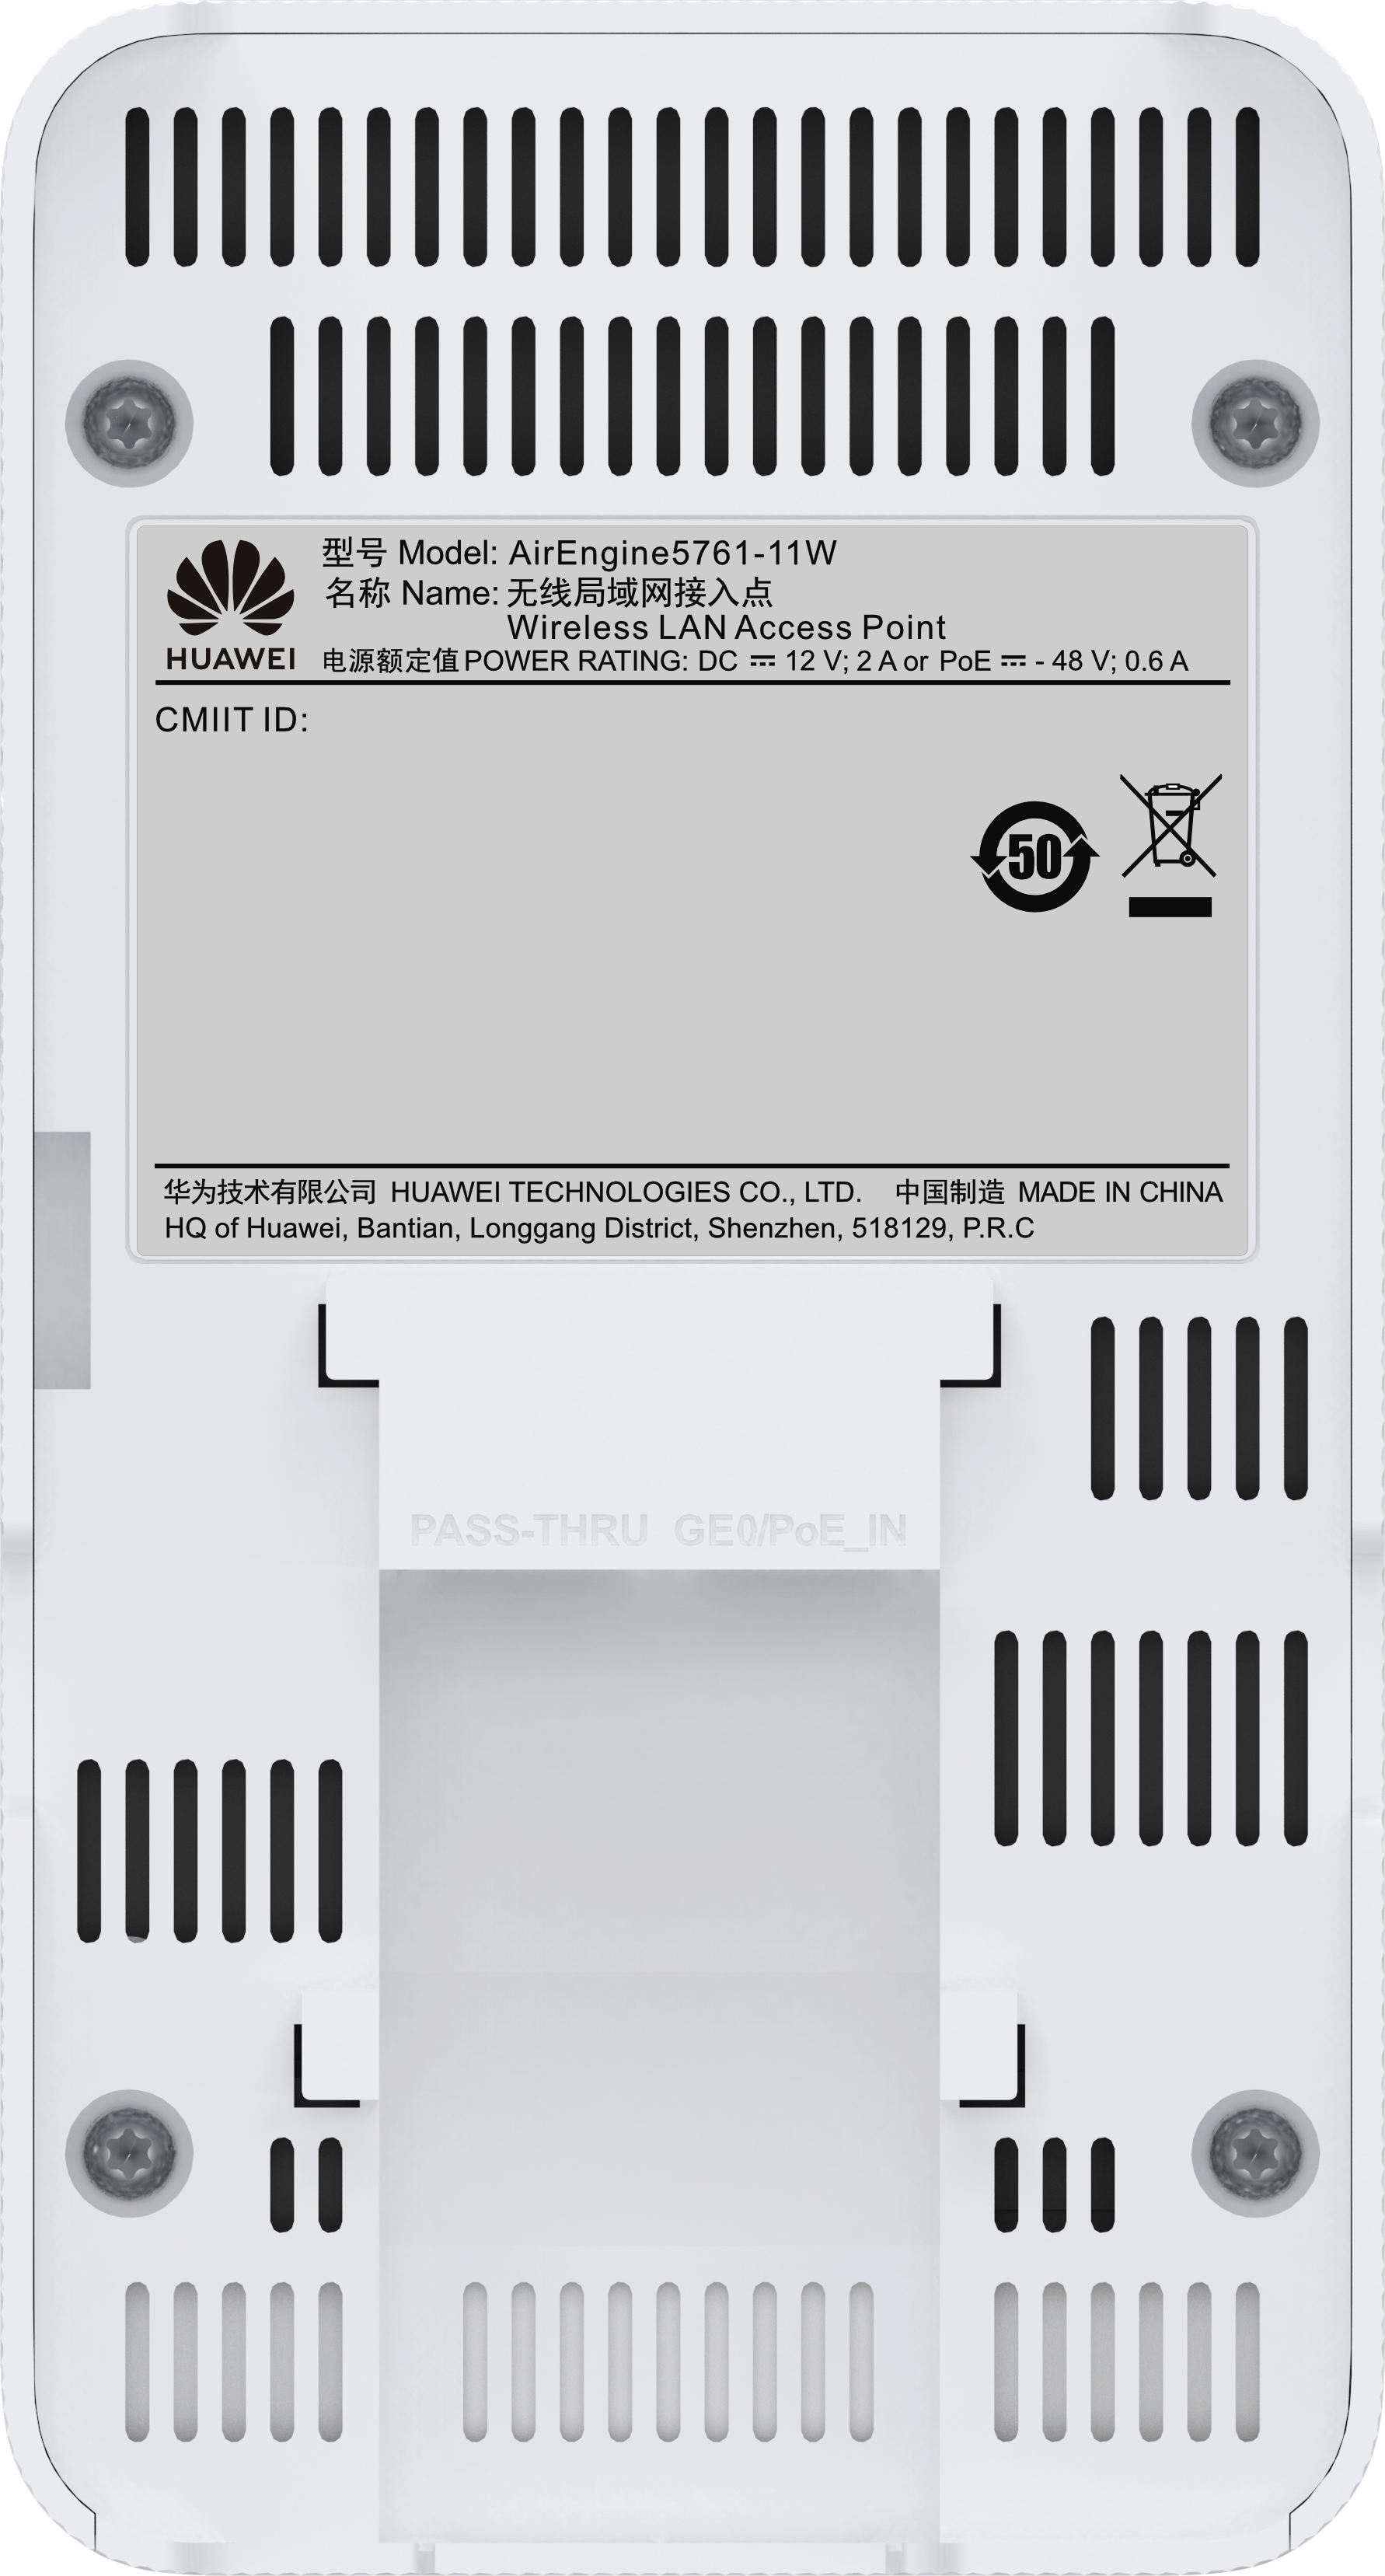 型号 Model: AirEngine5761-11W
名称 Name: 无线局域网接入点
Wireless LAN Access Point
HUAWEI
电源额定值 POWER RATING: DC ⎓ 12 V; 2 A or PoE ⎓ - 48 V; 0.6 A
CMIIT ID:
50
华为技术有限公司 HUAWEI TECHNOLOGIES CO., LTD. 中国制造 MADE IN CHINA
HQ of Huawei, Bantian, Longgang District, Shenzhen, 518129, P.R.C
PASS-THRU GE0/PoE_IN